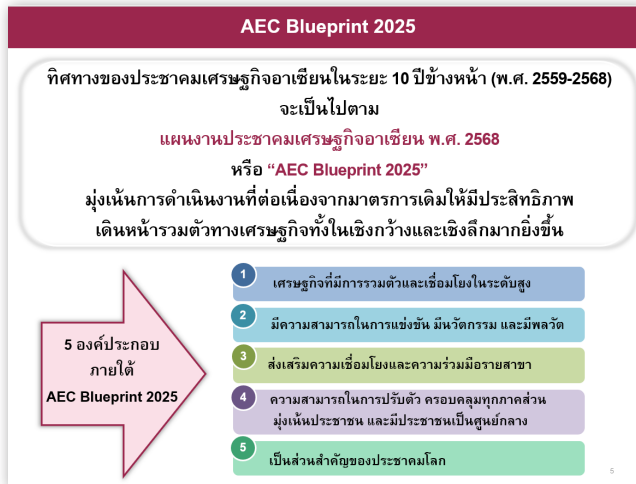 AEC Blueprint 2025
ทิศทางของประชาคมเศรษฐกิจอาเซียนในระยะ 10 ปีข้างหน้า (พ.ศ. 2559-2568)
จะเป็นไปตาม
แผนงานประชาคมเศรษฐกิจอาเซียน พ.ศ. 2568
หรือ “AEC Blueprint 2025”
มุ่งเน้นการดำเนินงานที่ต่อเนื่องจากมาตรการเดิมให้มีประสิทธิภาพ
เดินหน้ารวมตัวทางเศรษฐกิจทั้งในเชิงกว้างและเชิงลึกมากยิ่งขึ้น
5 องค์ประกอบ
ภายใต้
AEC Blueprint 2025
1 เศรษฐกิจที่มีการรวมตัวและเชื่อมโยงในระดับสูง
2 มีความสามารถในการแข่งขัน มีนวัตกรรม และมีพลวัต
3 ส่งเสริมความเชื่อมโยงและความร่วมมือรายสาขา
4 ความสามารถในการปรับตัว ครอบคลุมทุกภาคส่วน
มุ่งเน้นประชาชน และมีประชาชนเป็นศูนย์กลาง
5 เป็นส่วนสำคัญของประชาคมโลก
5